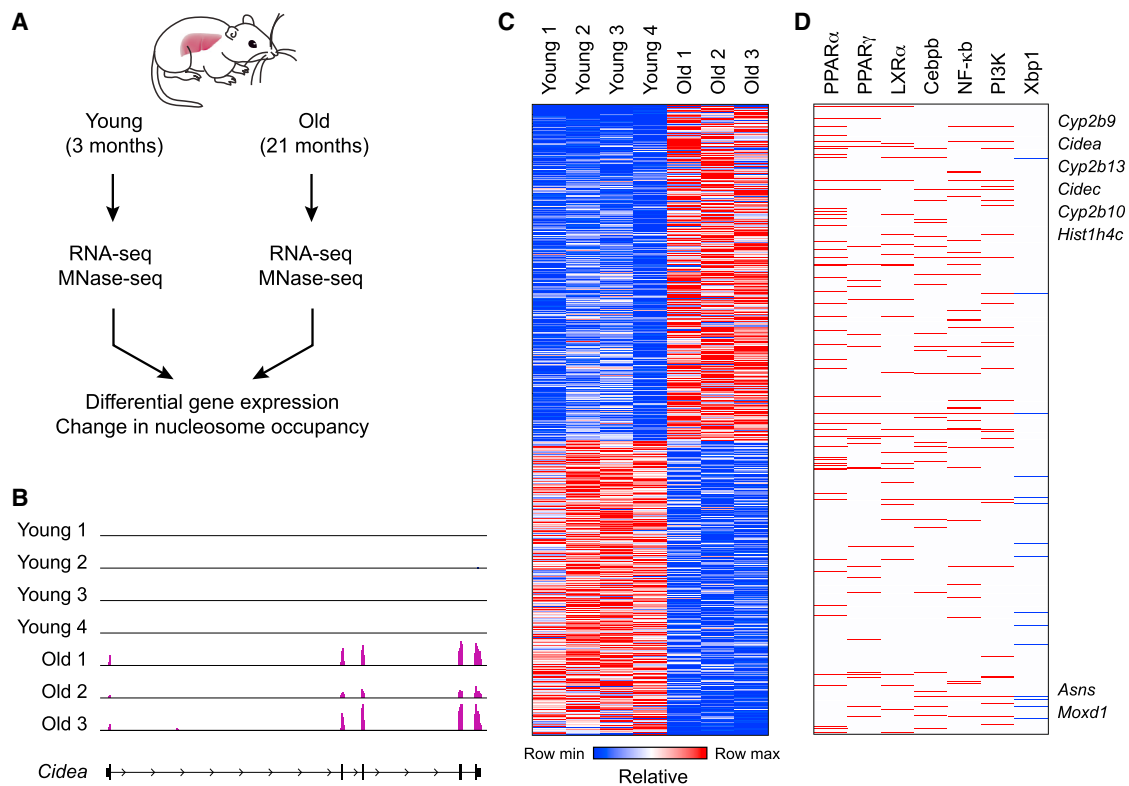 A
Young
(3 months)
Old
(21 months)
RNA-seq
MNase-seq
RNA-seq
MNase-seq
Differential gene expression
Change in nucleosome occupancy
B
Young 1
Young 2
Young 3
Young 4
Old 1
Old 2
Old 3
Cidea
C
Young 1
Young 2
Young 3
Young 4
Old 1
Old 2
Old 3
Row min
Row max
Relative
D
PPARα
PPARγ
LXRα
Cebpb
NF-κb
PI3K
Xbp1
Cyp2b9
Cidea
Cyp2b13
Cidec
Cyp2b10
Hist1h4c
Asns
Moxd1